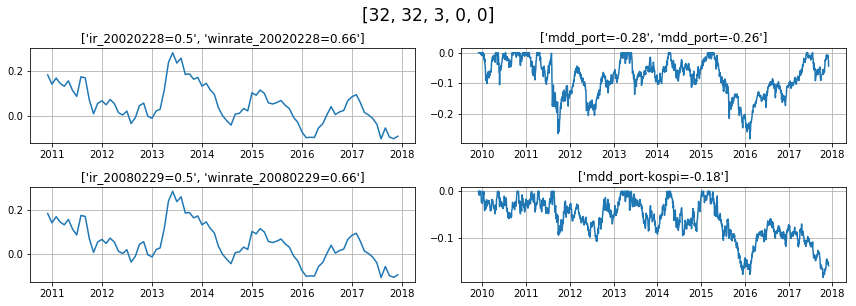 [32, 32, 3, 0, 0]
['ir_20020228=0.5', 'winrate_20020228=0.66']
0.2
0.0
2011 2012 2013 2014 2015 2016 2017 2018
['mdd_port=-0.28', 'mdd_port=-0.26']
0.0
−0.1
−0.2
2010 2011 2012 2013 2014 2015 2016 2017 2018
['ir_20080229=0.5', 'winrate_20080229=0.66']
0.2
0.0
2011 2012 2013 2014 2015 2016 2017 2018
['mdd_port-kospi=-0.18']
0.0
−0.1
2010 2011 2012 2013 2014 2015 2016 2017 2018